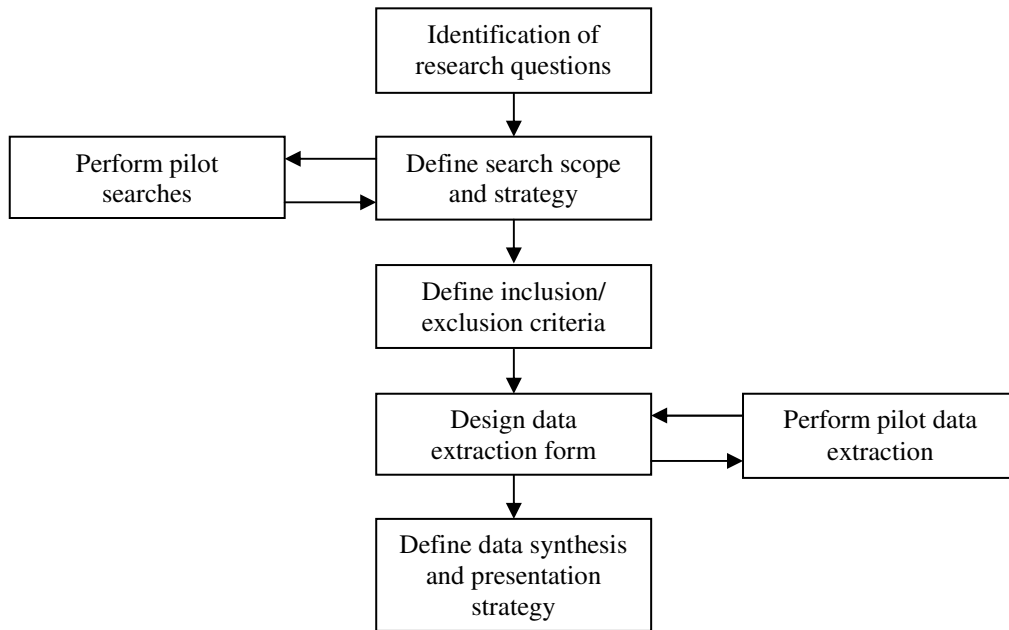 Identification of
research questions
Perform pilot
searches
Define search scope
and strategy
Define inclusion/
exclusion criteria
Design data
extraction form
Perform pilot data
extraction
Define data synthesis
and presentation
strategy